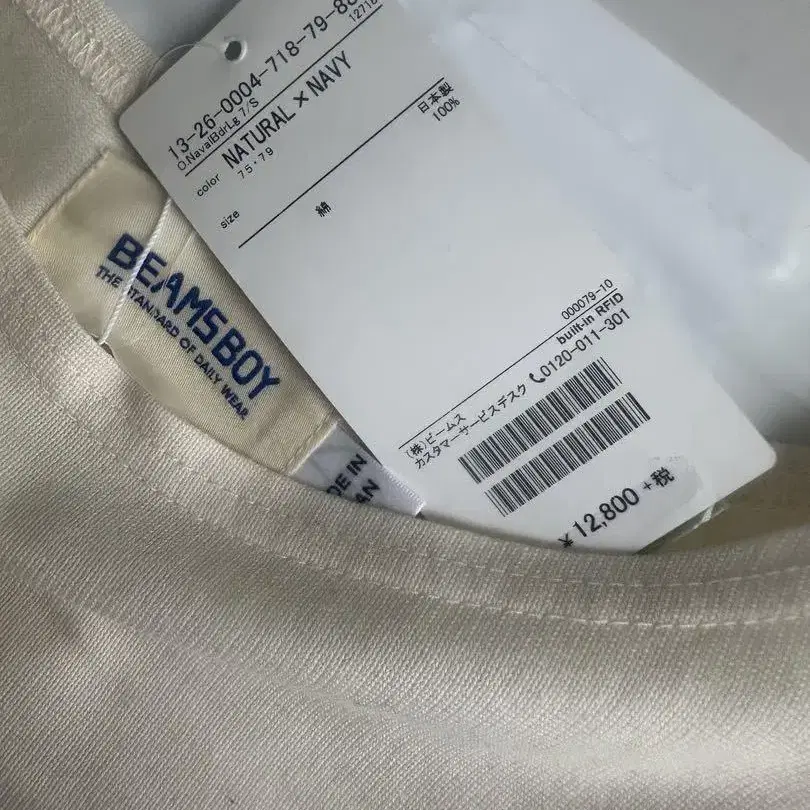 13-26-0004-718-79-88
12718
O.NavalBdrLg 7/S
color NATURAL × NAVY
75・79
size
日本製
綿 100%
000079-10
built-in RFID
(株)ビームス
カスタマーサービスデスク 0120-011-301
¥12,800 +税
BEAMS BOY
THE STANDARD OF DAILY WEAR
DE IN
AN